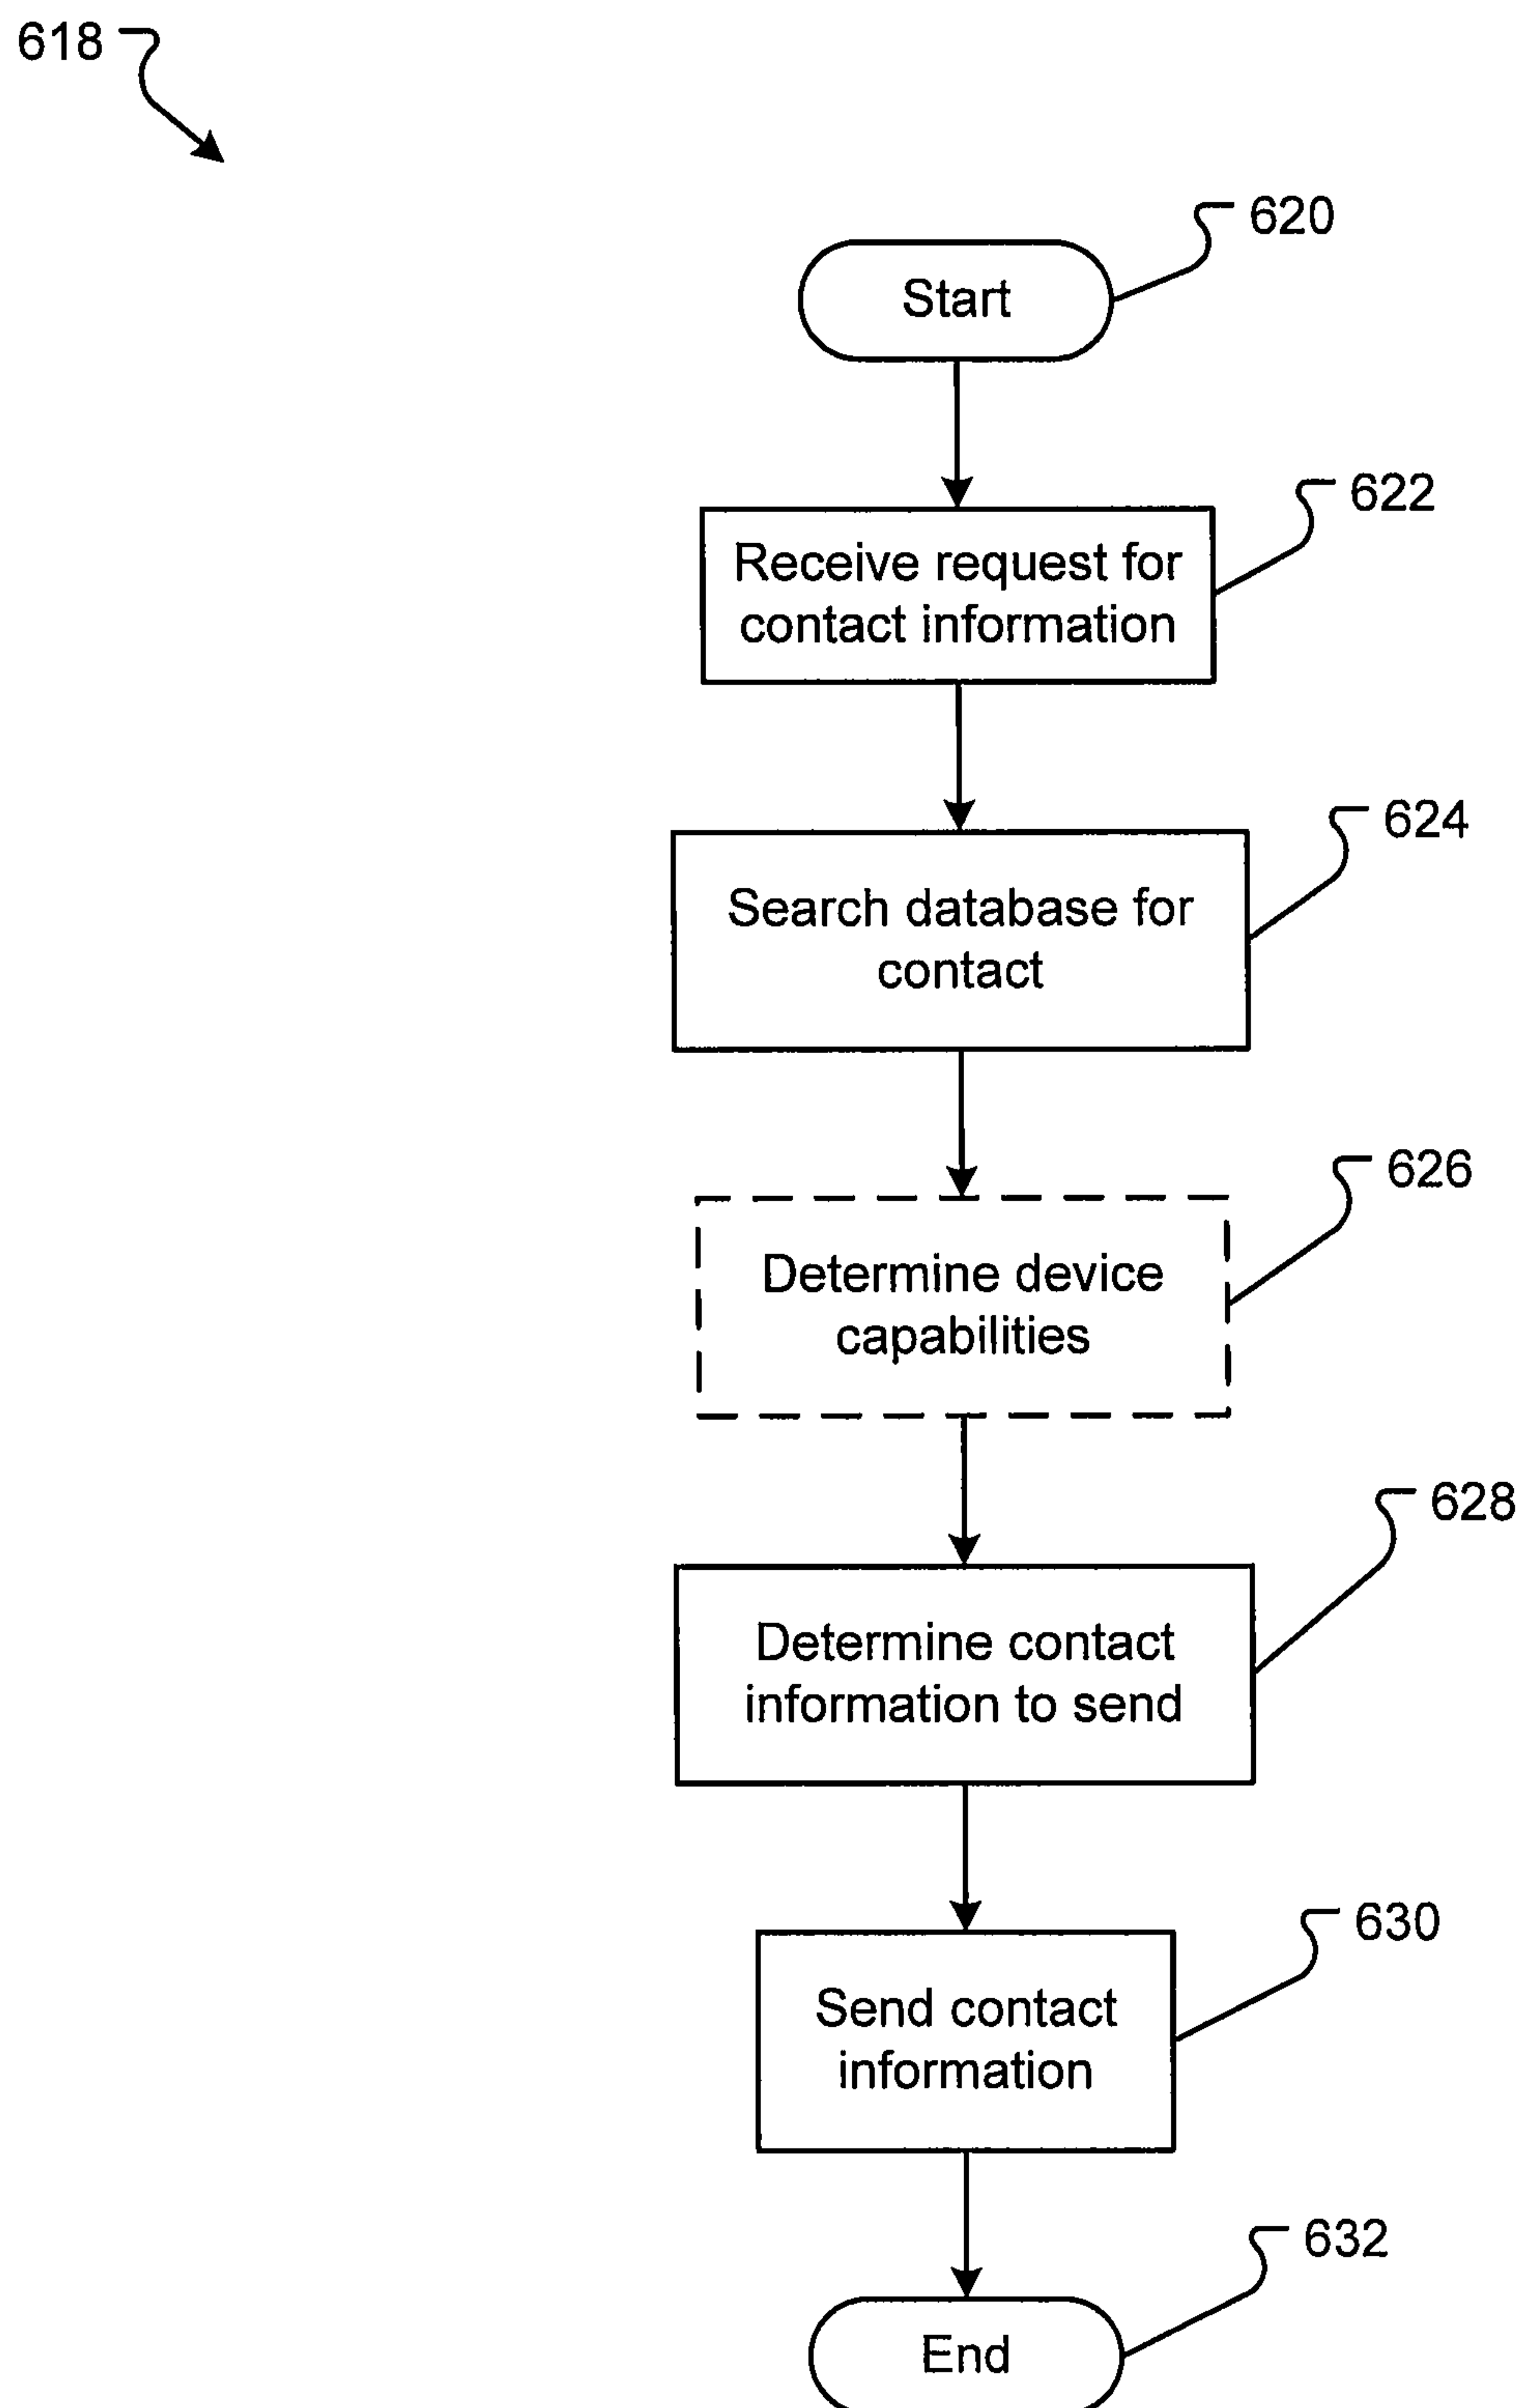 618
620
Start
622
Receive request for
contact information
624
Search database for
contact
626
Determine device
capabilities
628
Determine contact
information to send
630
Send contact
information
632
End